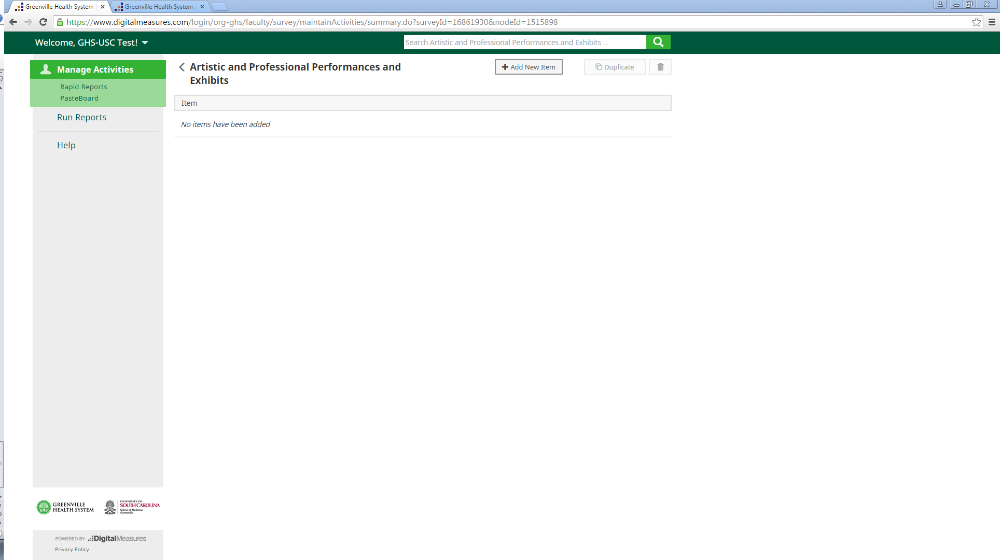 Greenville Health System
Greenville Health System
https://www.digitalmeasures.com/login/org-ghs/faculty/survey/maintainActivities/summary.do?surveyId=16861930&nodeId=1515898
Welcome, GHS-USC Test!
Search Artistic and Professional Performances and Exhibits ...
Manage Activities
Rapid Reports
PasteBoard
Run Reports
Help
Artistic and Professional Performances and
Exhibits
Add New Item
Duplicate
Item
No items have been added
GHS
GREENVILLE
HEALTH SYSTEM
UNIVERSITY OF
SOUTH CAROLINA
School of Medicine
Greenville
POWERED BY DigitalMeasures
Privacy Policy